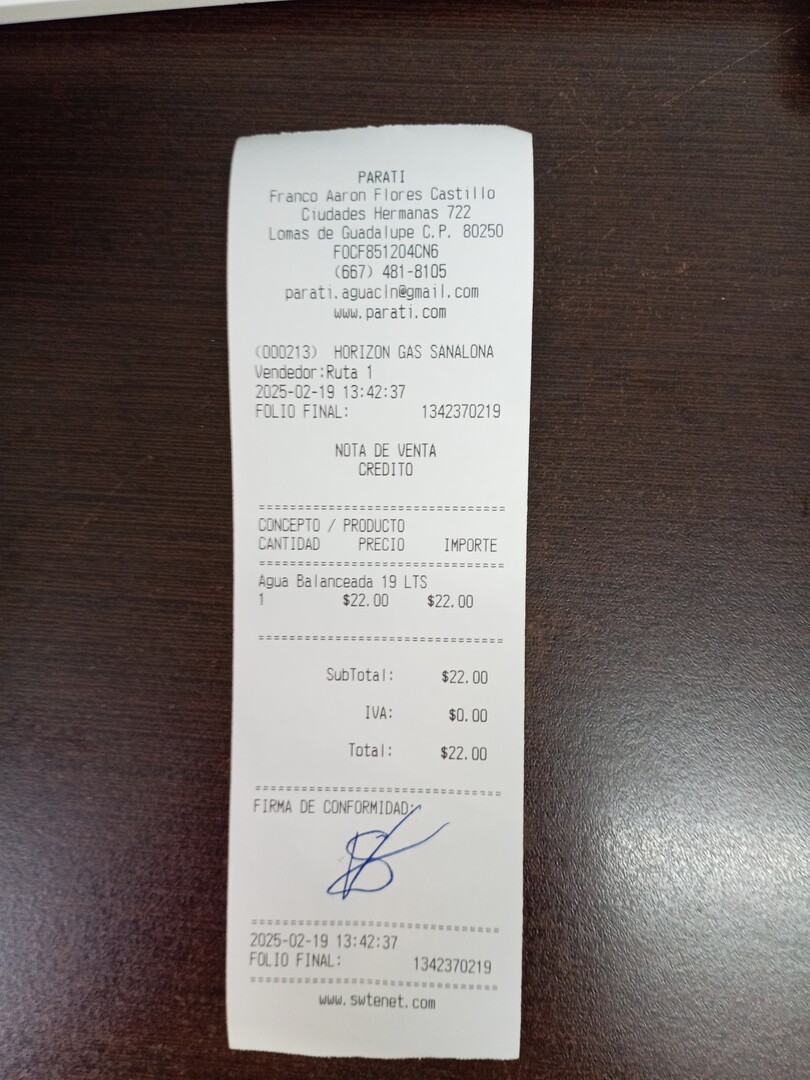 PARATI
Franco Aaron Flores Castillo
Ciudades Hermanas 722
Lomas de Guadalupe C.P. 80250
FOCF851204CN6
(667) 481-8105
parati.aguacln@gmail.com
www.parati.com
(000213) HORIZON GAS SANALONA
Vendedor:Ruta 1
2025-02-19 13:42:37
FOLIO FINAL: 1342370219
NOTA DE VENTA
CREDITO
==============================
CONCEPTO / PRODUCTO
CANTIDAD PRECIO IMPORTE
==============================
Agua Balanceada 19 LTS
1 $22.00 $22.00
==============================
SubTotal: $22.00
IVA: $0.00
Total: $22.00
==============================
FIRMA DE CONFORMIDAD:
==============================
2025-02-19 13:42:37
FOLIO FINAL: 1342370219
==============================
www.swtenet.com